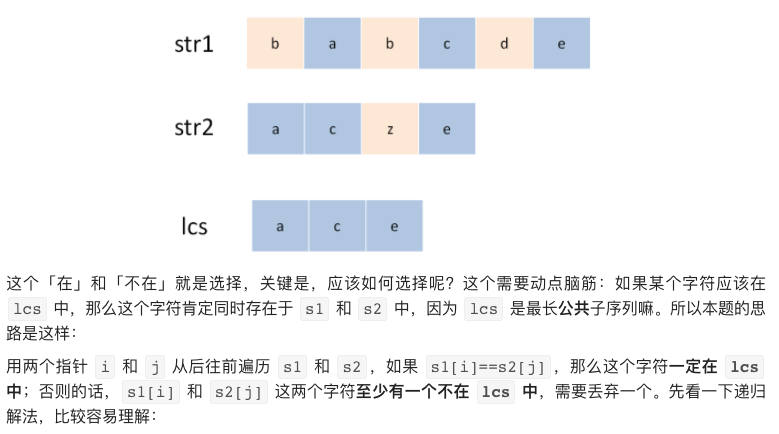 str1 b a b c d e
str2 a c z e
lcs a c e
这个「在」和「不在」就是选择，关键是，应该如何选择呢？这个需要动点脑筋：如果某个字符应该在
lcs 中，那么这个字符肯定同时存在于 s1 和 s2 中，因为 lcs 是最长公共子序列嘛。所以本题的思
路是这样：
用两个指针 i 和 j 从后往前遍历 s1 和 s2，如果 s1[i]==s2[j]，那么这个字符一定在 lcs
中；否则的话，s1[i] 和 s2[j] 这两个字符至少有一个不在 lcs 中，需要丢弃一个。先看一下递归
解法，比较容易理解：